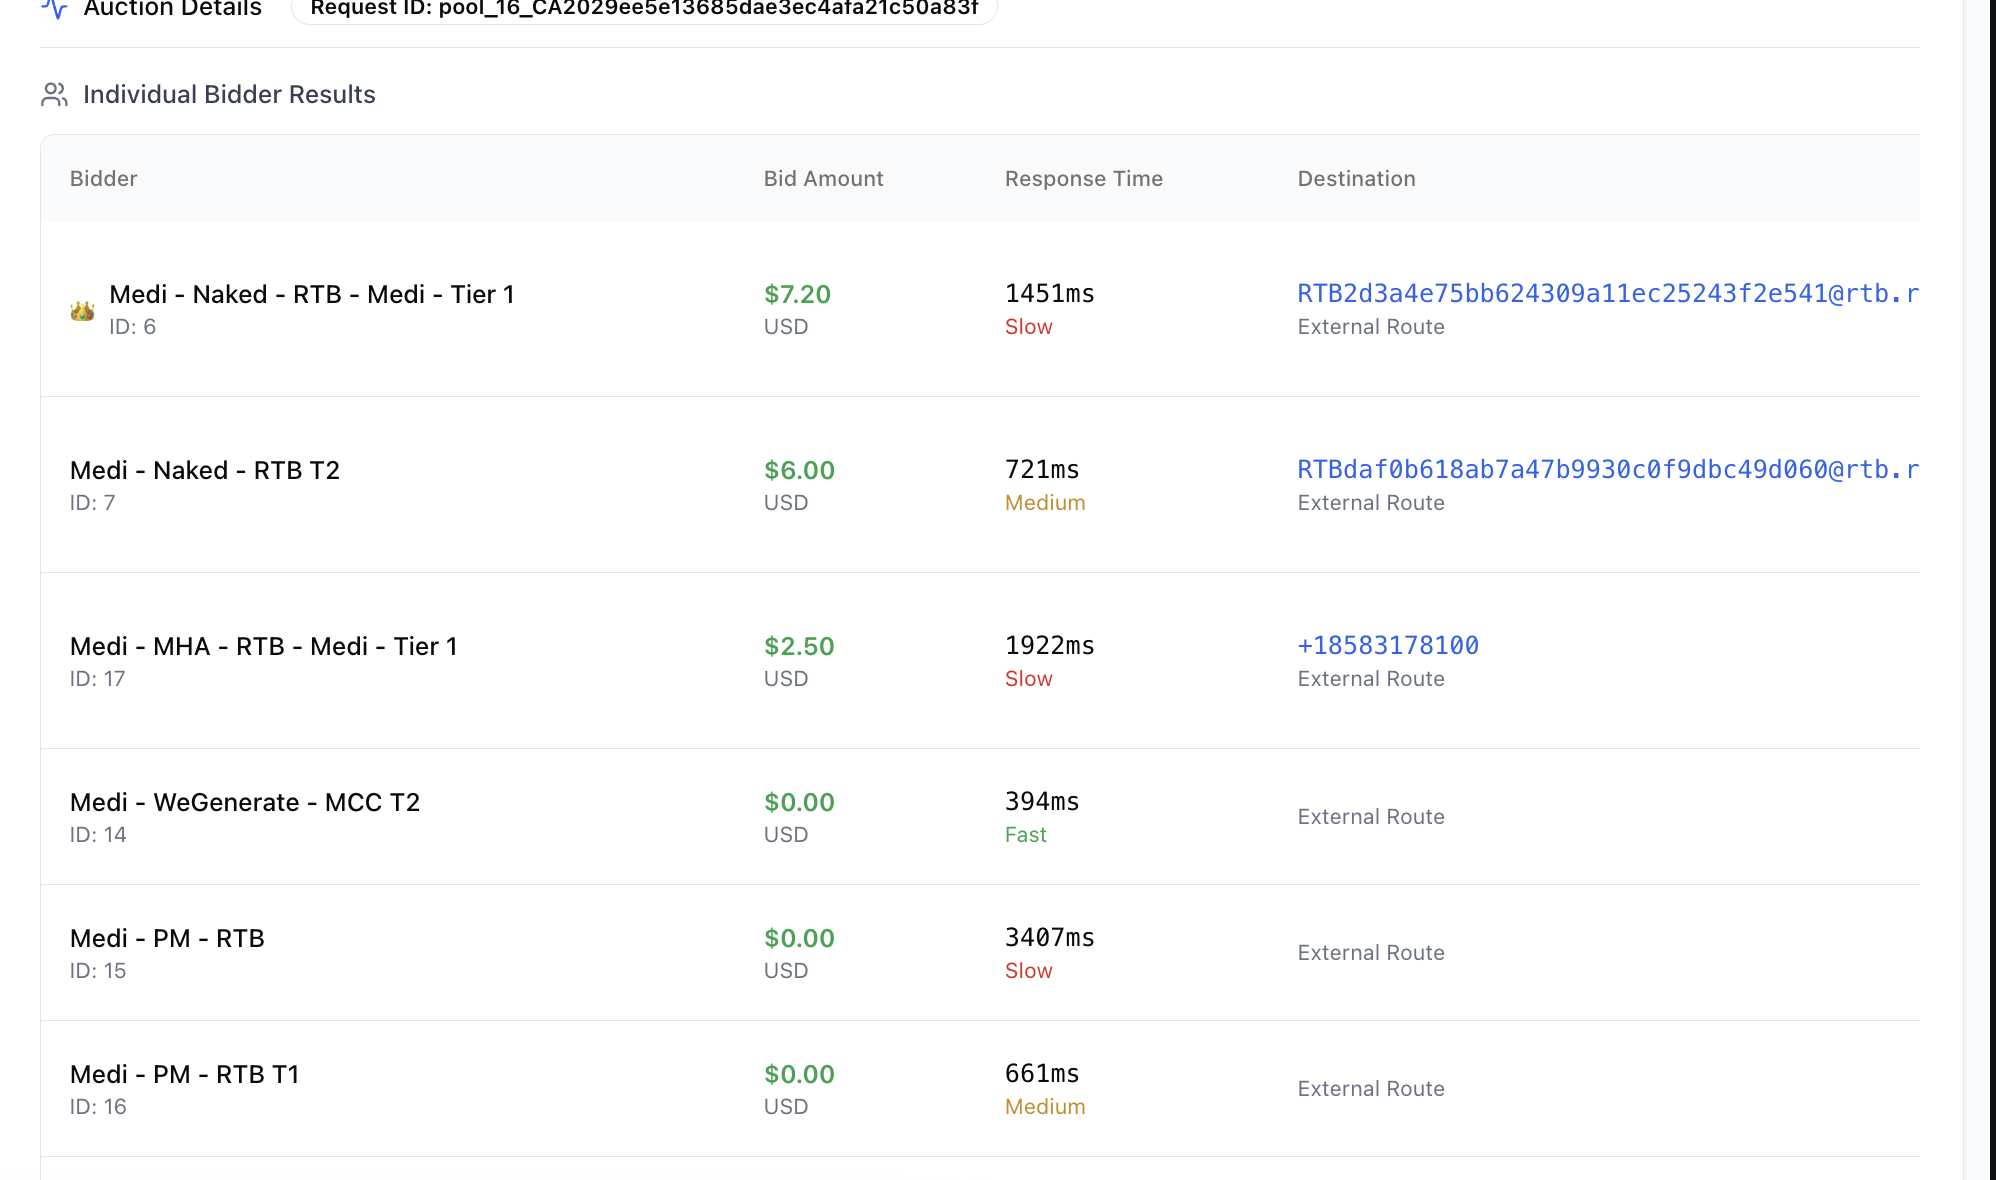 Auction Details
Request ID: pool_16_CA2029ee5e13685dae3ec4afa21c50a83f
Individual Bidder Results
Bidder Bid Amount Response Time Destination
Medi - Naked - RTB - Medi - Tier 1 $7.20 1451ms RTB2d3a4e75bb624309a11ec25243f2e541@rtb.r
ID: 6 USD Slow External Route
Medi - Naked - RTB T2 $6.00 721ms RTBdaf0b618ab7a47b9930c0f9dbc49d060@rtb.r
ID: 7 USD Medium External Route
Medi - MHA - RTB - Medi - Tier 1 $2.50 1922ms +18583178100
ID: 17 USD Slow External Route
Medi - WeGenerate - MCC T2 $0.00 394ms External Route
ID: 14 USD Fast
Medi - PM - RTB $0.00 3407ms External Route
ID: 15 USD Slow
Medi - PM - RTB T1 $0.00 661ms External Route
ID: 16 USD Medium